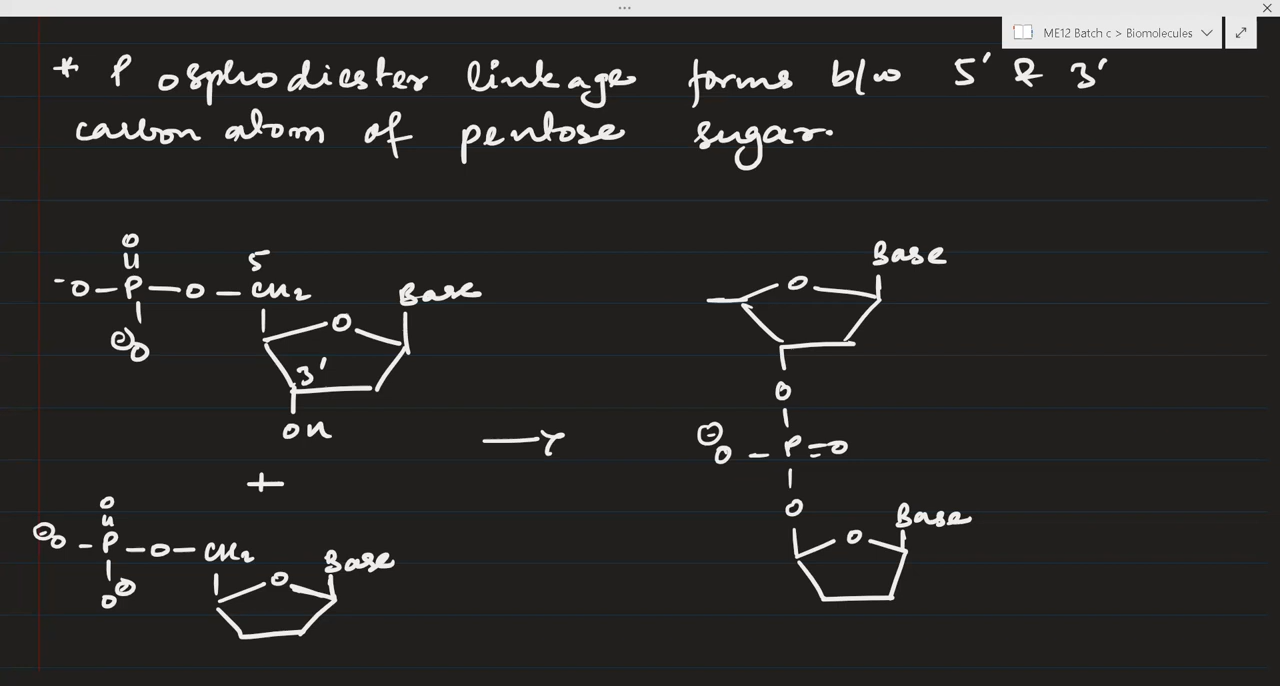 ME12 Batch c > Biomolecules
* P osphodiester linkage forms b/w 5' & 3'
carbon atom of pentose sugar.
O
-O-P-O-CH2
5
Base
O
⊖O
3'
OH
+
O
⊖O-P-O-CH2
Base
O
O⊖
→
Base
O
O
⊖O-P=O
O
Base
O